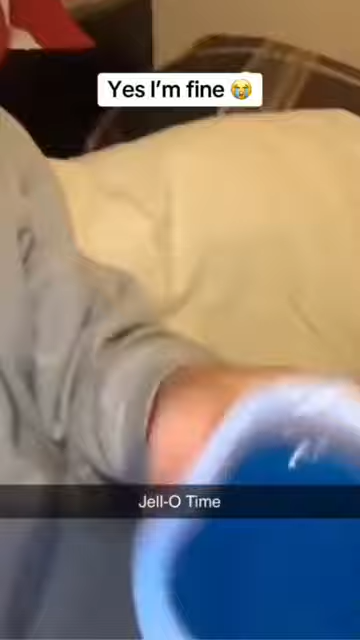 Yes I'm fine 😭
Jell-O Time